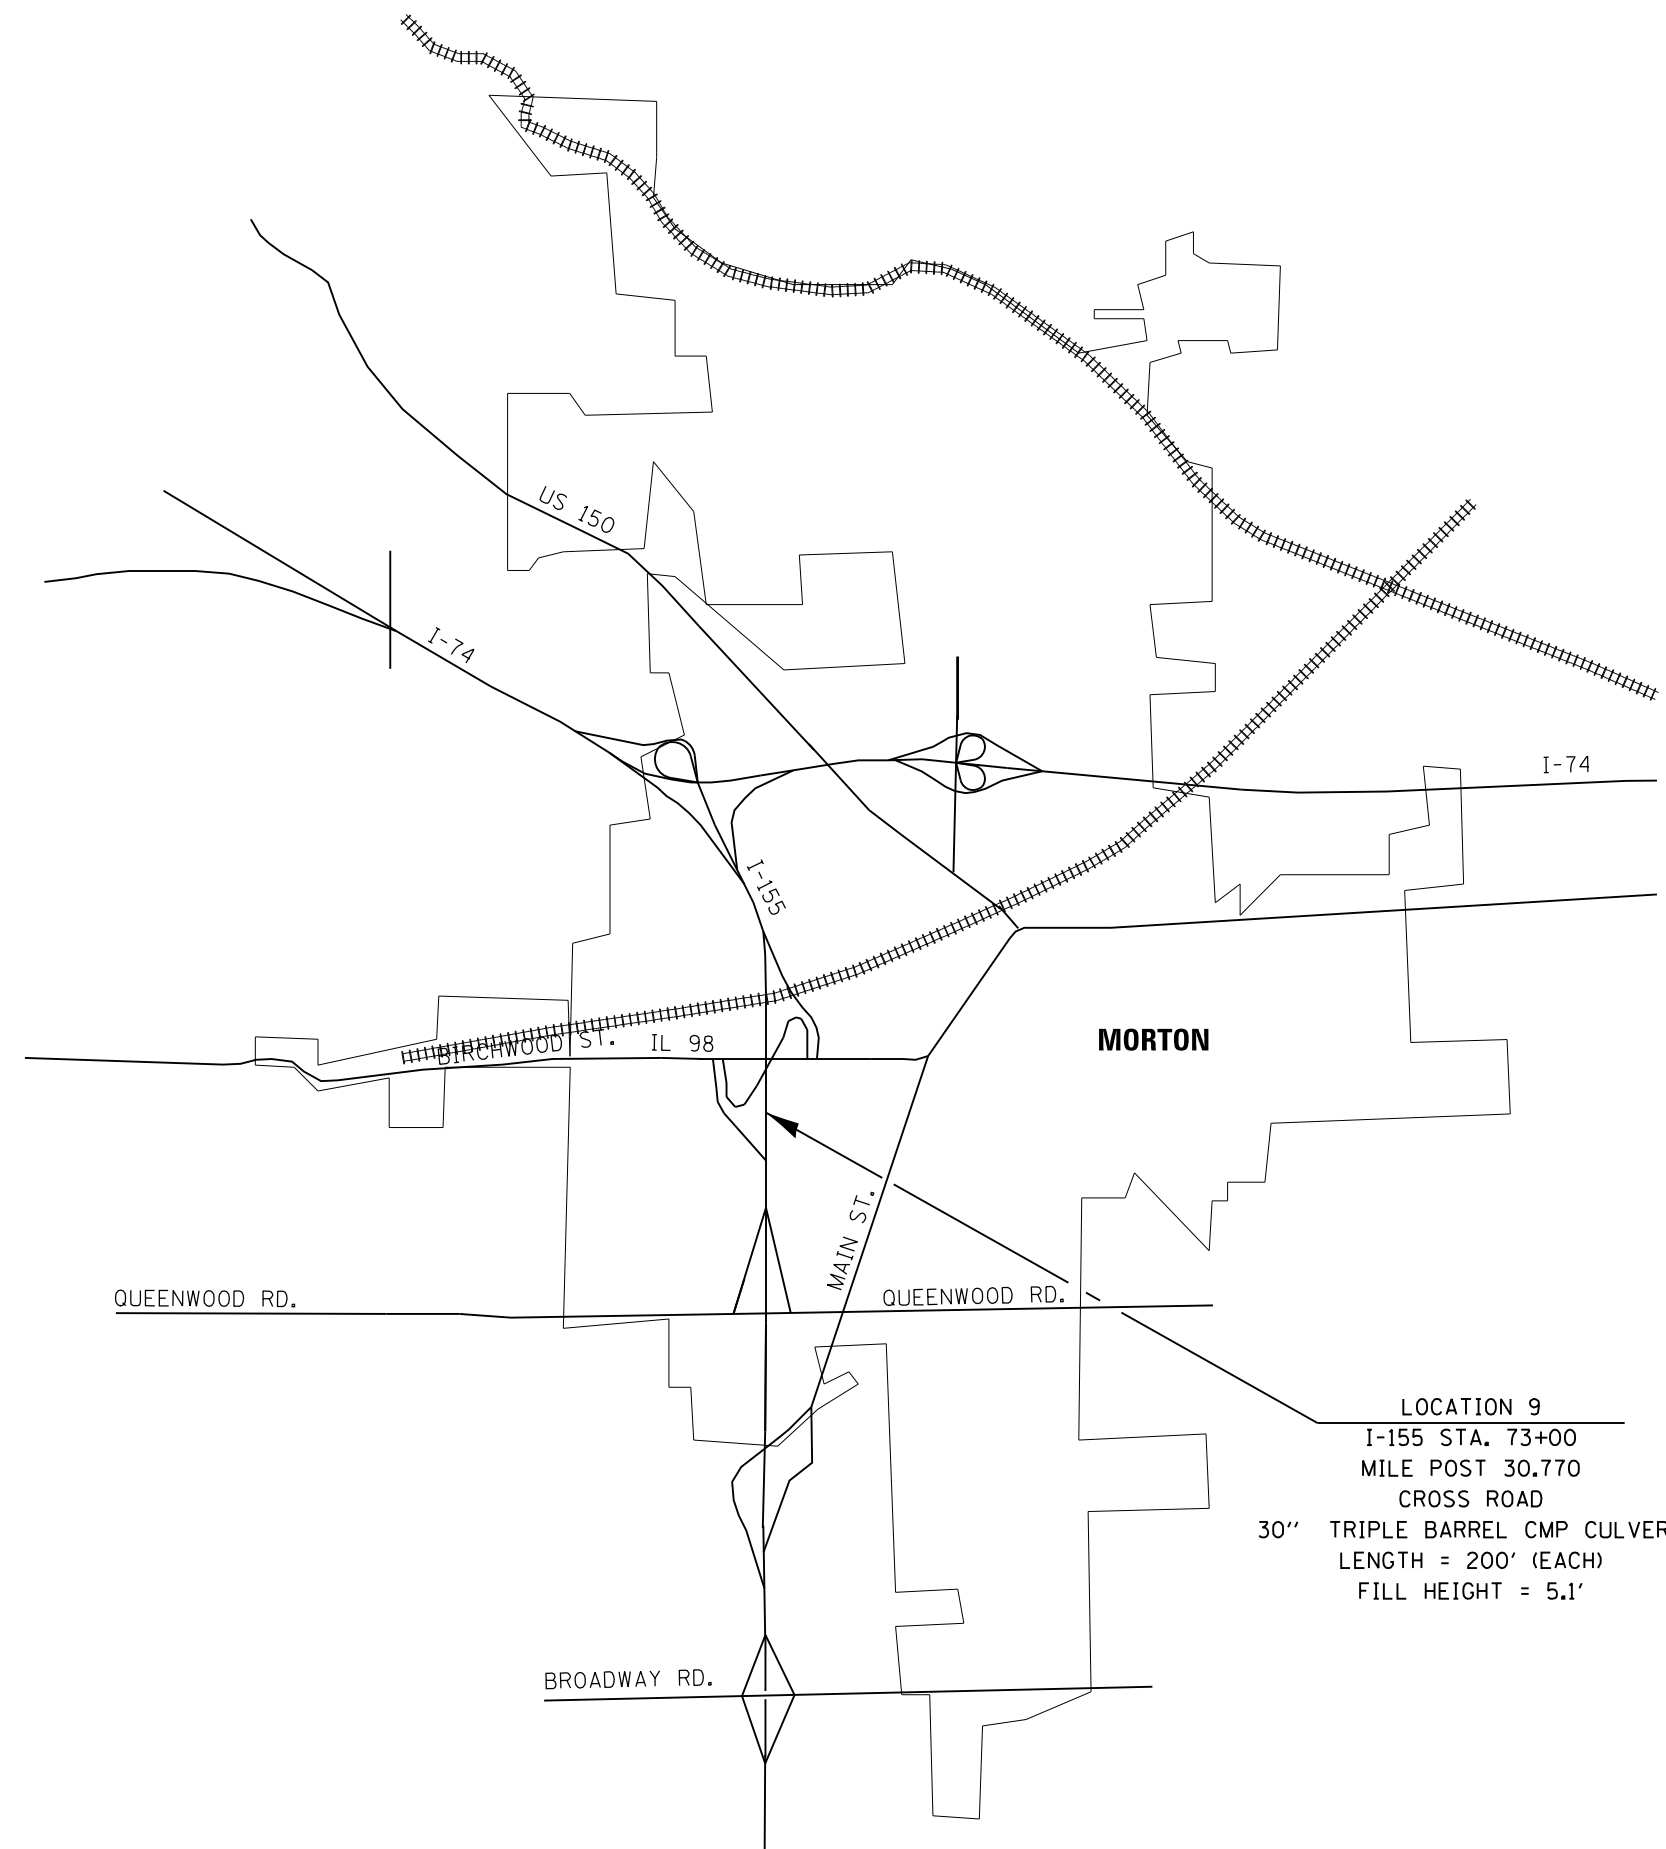 US 150
I-74
I-74
I-155
BIRCHWOOD ST.
IL 98
MORTON
MAIN ST.
QUEENWOOD RD.
QUEENWOOD RD.
LOCATION 9
I-155 STA. 73+00
MILE POST 30.770
CROSS ROAD
30'' TRIPLE BARREL CMP CULVER
LENGTH = 200' (EACH)
FILL HEIGHT = 5.1'
BROADWAY RD.